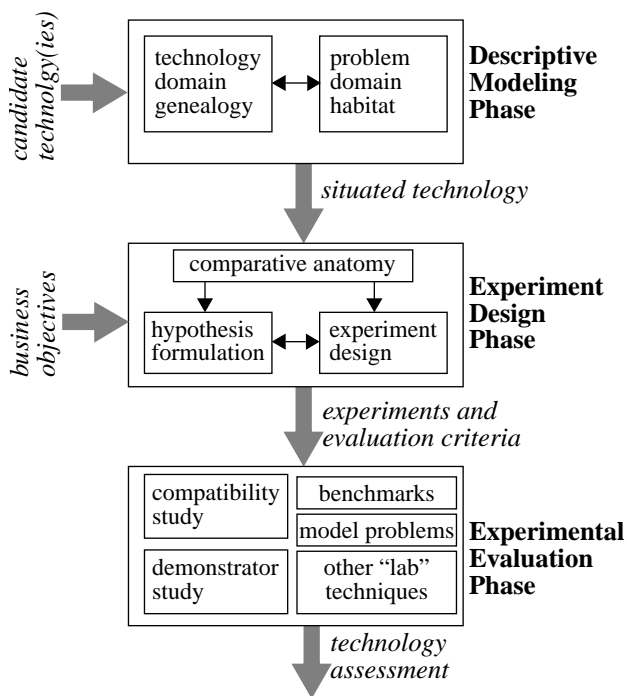 candidate
technolgy(ies)
technology
domain
genealogy
problem
domain
habitat
Descriptive
Modeling
Phase
situated technology
business
objectives
comparative anatomy
hypothesis
formulation
experiment
design
Experiment
Design
Phase
experiments and
evaluation criteria
compatibility
study
demonstrator
study
benchmarks
model problems
other “lab”
techniques
Experimental
Evaluation
Phase
technology
assessment